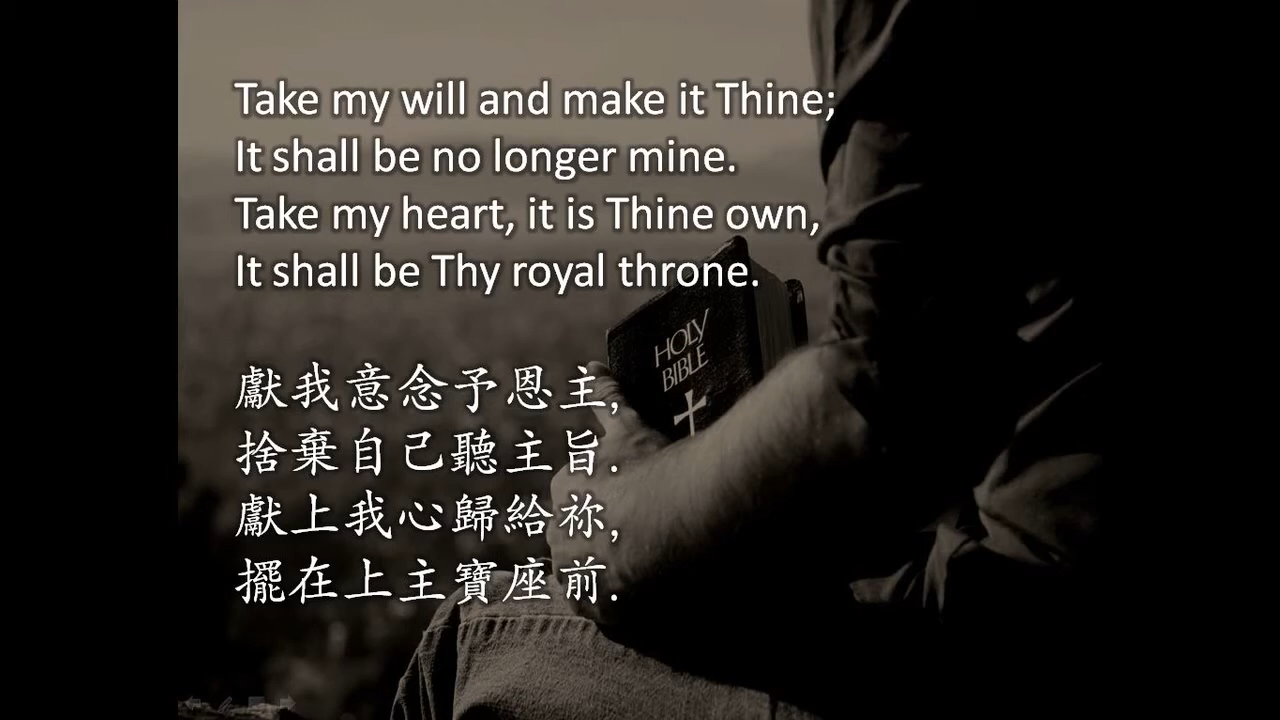 Take my will and make it Thine;
It shall be no longer mine.
Take my heart, it is Thine own,
It shall be Thy royal throne.
HOLY
BIBLE
獻我意念予恩主,
捨棄自己聽主旨.
獻上我心歸給祢,
擺在上主寶座前.